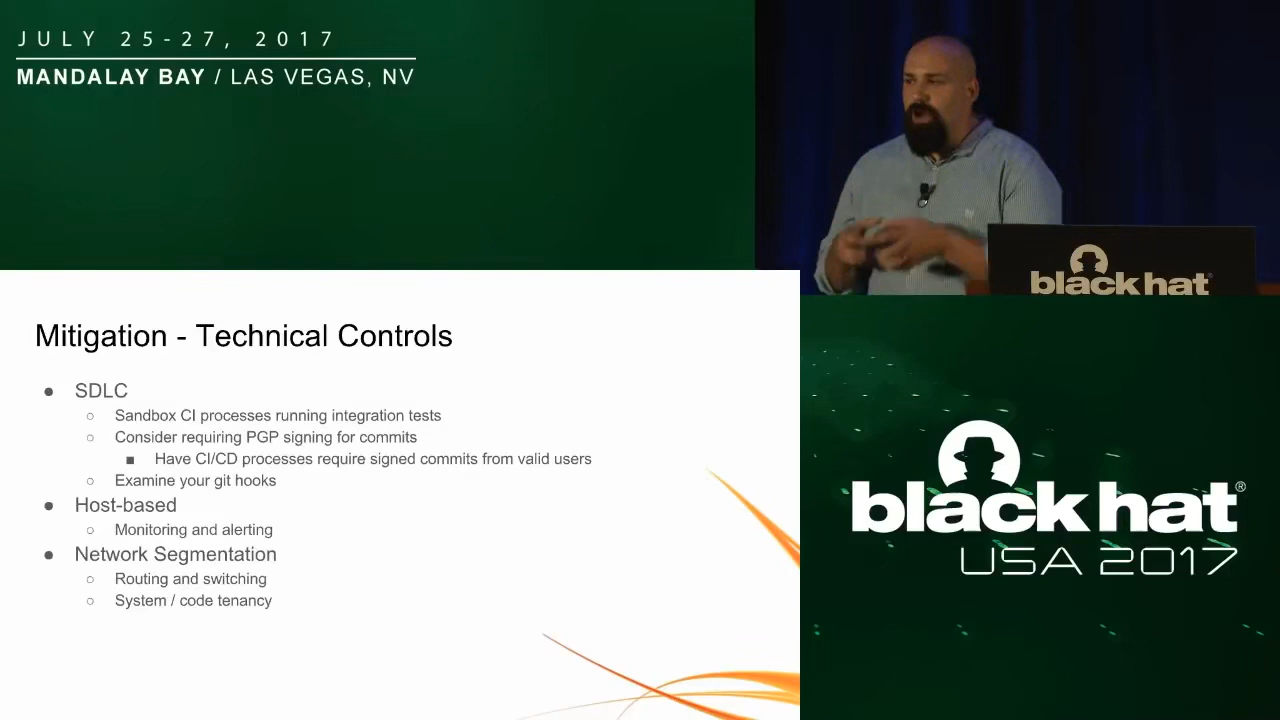 JULY 25-27, 2017
MANDALAY BAY / LAS VEGAS, NV
black hat
Mitigation - Technical Controls
● SDLC
○ Sandbox CI processes running integration tests
○ Consider requiring PGP signing for commits
■ Have CI/CD processes require signed commits from valid users
○ Examine your git hooks
● Host-based
○ Monitoring and alerting
● Network Segmentation
○ Routing and switching
○ System / code tenancy
black hat®
USA 2017